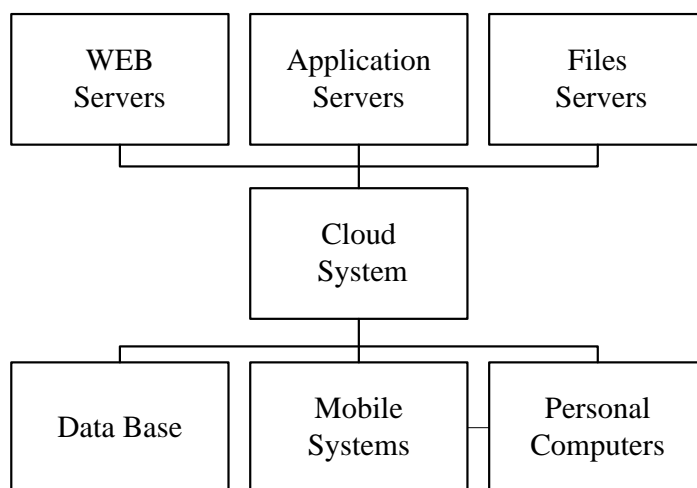 WEB
Servers
Application
Servers
Files
Servers
Cloud
System
Data Base
Mobile
Systems
Personal
Computers